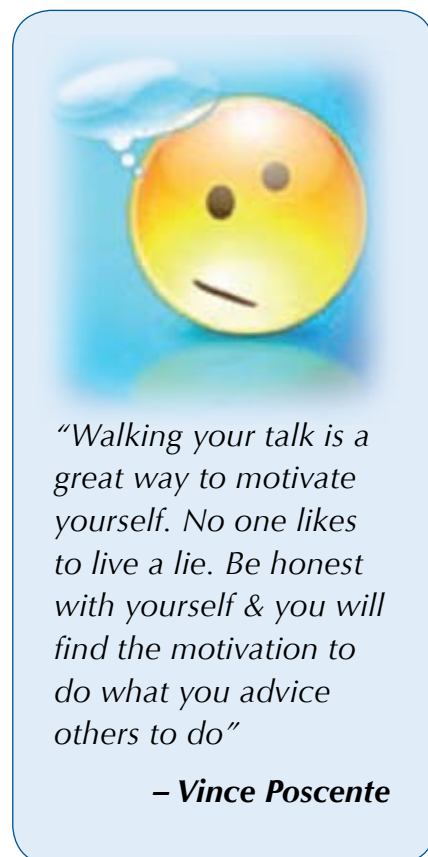 “Walking your talk is a
great way to motivate
yourself. No one likes
to live a lie. Be honest
with yourself & you will
find the motivation to
do what you advice
others to do”
– Vince Poscente